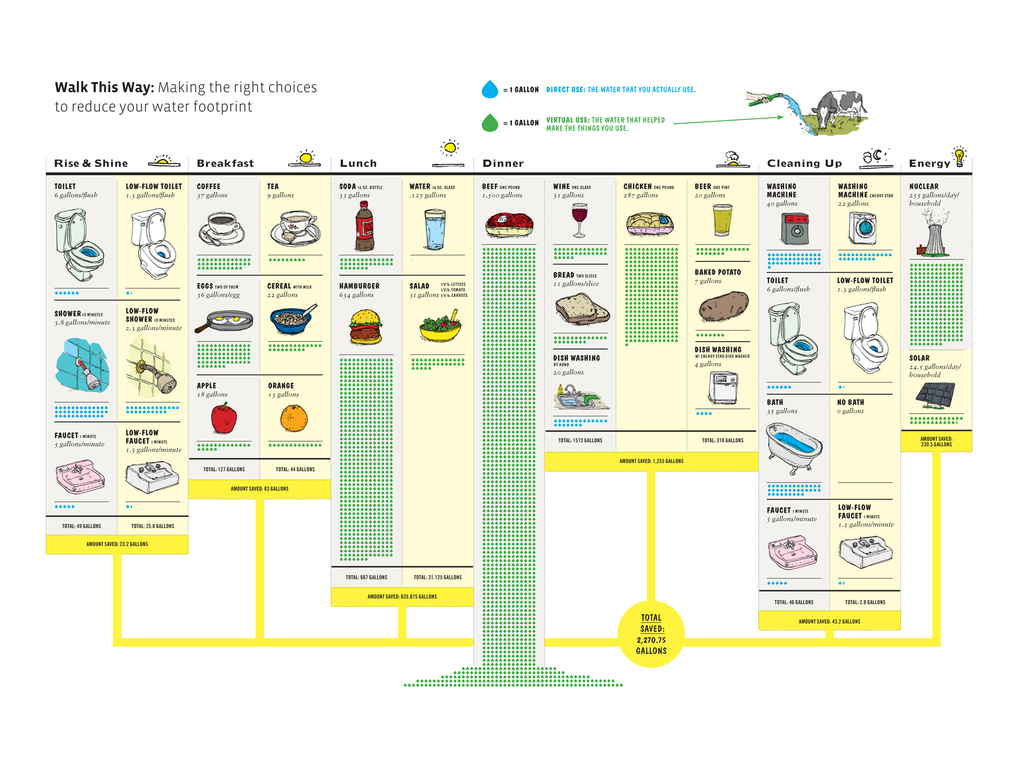 Walk This Way: Making the right choices
to reduce your water footprint
= 1 GALLON DIRECT USE: THE WATER THAT YOU ACTUALLY USE.
= 1 GALLON VIRTUAL USE: THE WATER THAT HELPED
MAKE THE THINGS YOU USE.
Rise & Shine
TOILET
6 gallons/flush
LOW-FLOW TOILET
1.3 gallons/flush
SHOWER
3.8 gallons/minute
LOW-FLOW
SHOWER
2.3 gallons/minute
FAUCET 1 MINUTE
5 gallons/minute
LOW-FLOW
FAUCET 1 MINUTE
1.5 gallons/minute
TOTAL: 49 GALLONS
TOTAL: 25.8 GALLONS
AMOUNT SAVED: 23.2 GALLONS
Breakfast
COFFEE
37 gallons
TEA
9 gallons
EGGS TWO OF THEM
36 gallons/egg
CEREAL WITH MILK
22 gallons
APPLE
18 gallons
ORANGE
13 gallons
TOTAL: 127 GALLONS
TOTAL: 44 GALLONS
AMOUNT SAVED: 83 GALLONS
Lunch
SODA 16 OZ. BOTTLE
33 gallons
WATER 16 OZ. GLASS
.125 gallons
HAMBURGER
634 gallons
SALAD
31 gallons
LETTUCE
TOMATO
CARROTS
TOTAL: 667 GALLONS
TOTAL: 31.125 GALLONS
AMOUNT SAVED: 635.875 GALLONS
Dinner
BEEF ONE POUND
1,500 gallons
WINE ONE GLASS
31 gallons
CHICKEN ONE POUND
287 gallons
BEER ONE PINT
20 gallons
BREAD TWO SLICES
11 gallons/slice
BAKED POTATO
7 gallons
DISH WASHING
BY HAND
20 gallons
DISH WASHING
W/ ENERGY STAR DISH WASHER
4 gallons
TOTAL: 1573 GALLONS
TOTAL: 318 GALLONS
AMOUNT SAVED: 1,255 GALLONS
Cleaning Up
WASHING
MACHINE
40 gallons
WASHING
MACHINE ENERGY STAR
22 gallons
TOILET
6 gallons/flush
LOW-FLOW TOILET
1.3 gallons/flush
BATH
35 gallons
NO BATH
0 gallons
FAUCET 1 MINUTE
5 gallons/minute
LOW-FLOW
FAUCET 1 MINUTE
1.5 gallons/minute
TOTAL: 46 GALLONS
TOTAL: 2.8 GALLONS
AMOUNT SAVED: 43.2 GALLONS
Energy
NUCLEAR
255 gallons/day/
household
SOLAR
24.5 gallons/day/
household
AMOUNT SAVED:
230.5 GALLONS
TOTAL
SAVED:
2,270.75
GALLONS